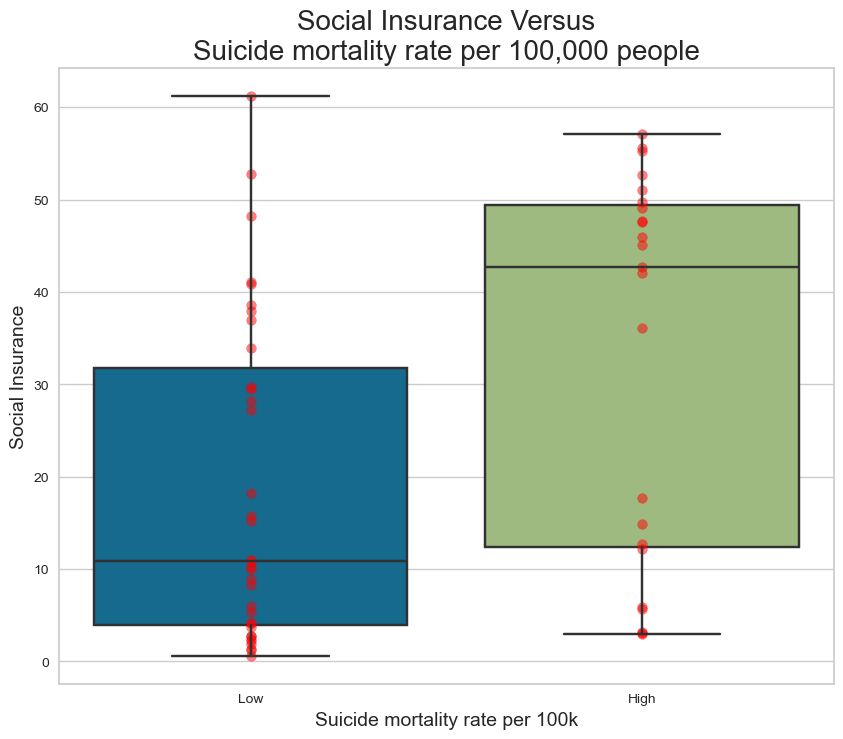 Social Insurance Versus
Suicide mortality rate per 100,000 people
Social Insurance
60
50
40
30
20
10
0
Low
High
Suicide mortality rate per 100k